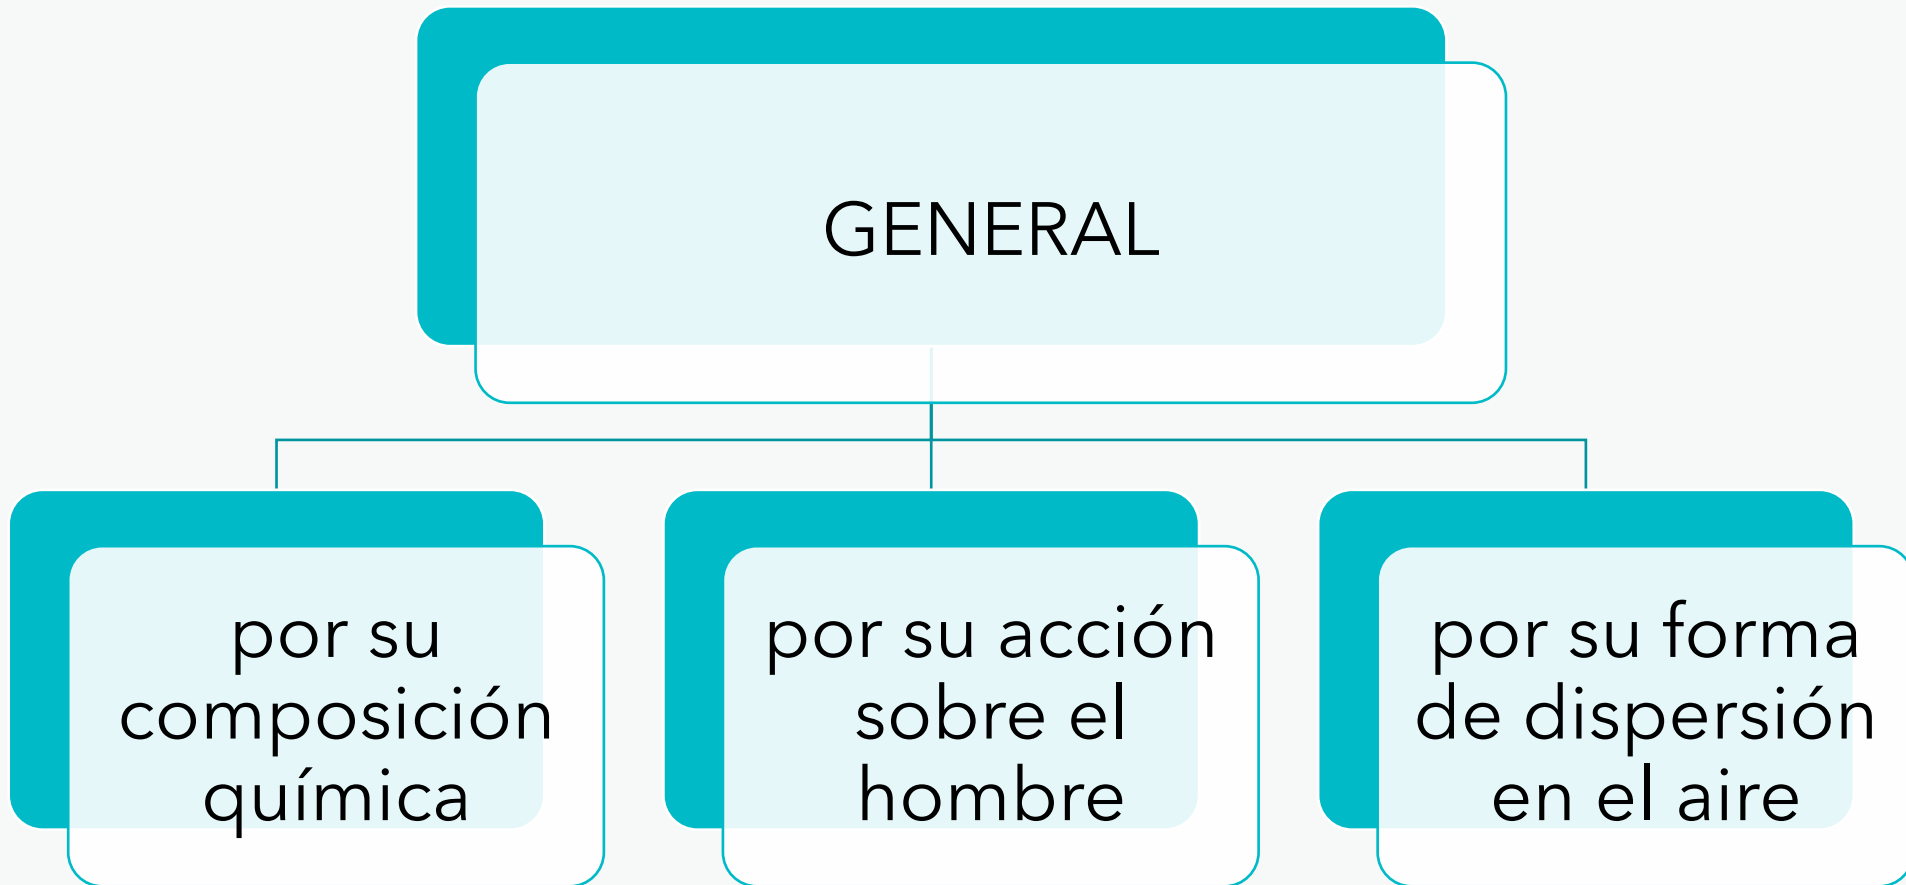 GENERAL
por su
composición
química
por su acción
sobre el
hombre
por su forma
de dispersión
en el aire